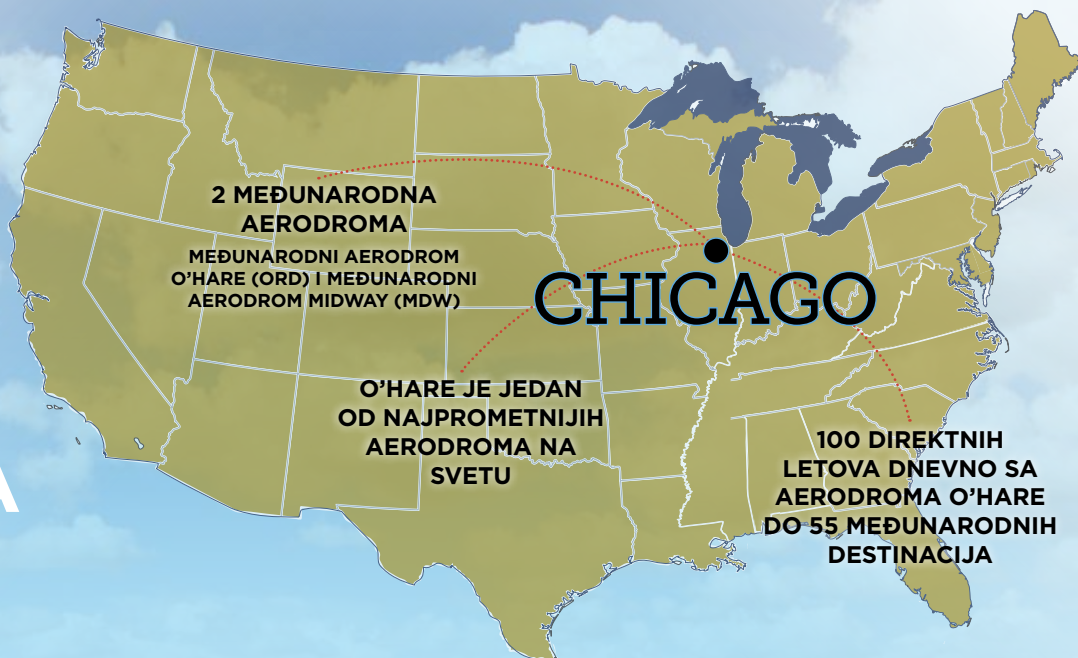 2 MEĐUNARODNA
AERODROMA
MEĐUNARODNI AERODROM
O'HARE (ORD) I MEĐUNARODNI
AERODROM MIDWAY (MDW)
CHICAGO
O'HARE JE JEDAN
OD NAJPROMETNIJIH
AERODROMA NA
SVETU
100 DIREKTNIH
LETOVA DNEVNO SA
AERODROMA O'HARE
DO 55 MEĐUNARODNIH
DESTINACIJA
A